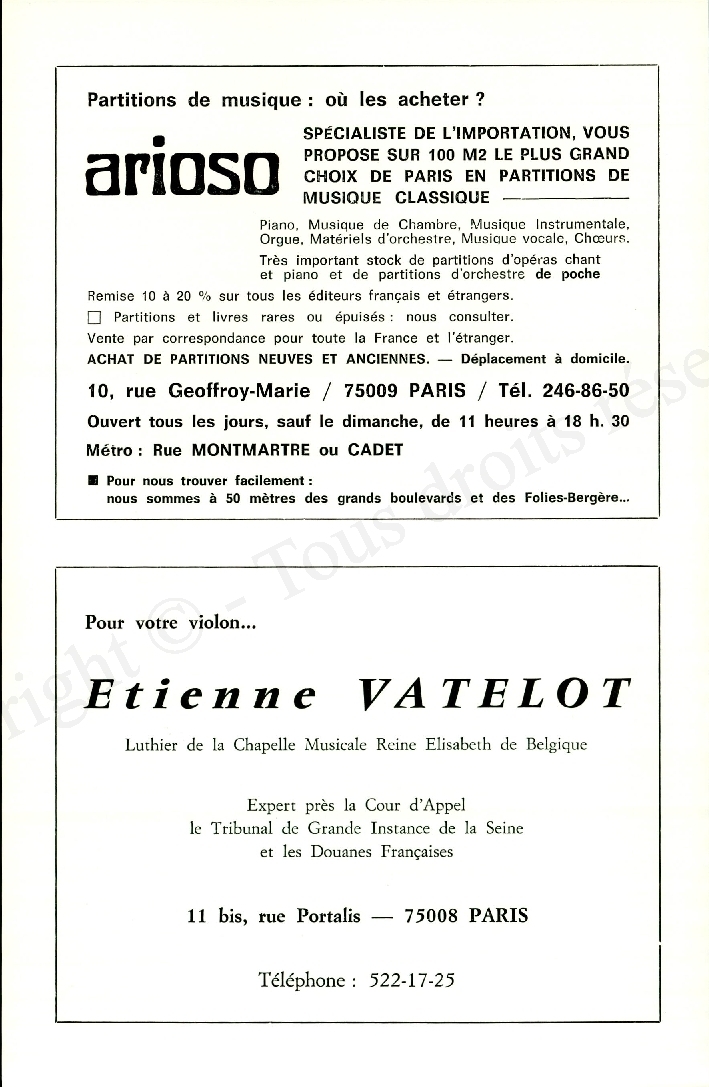 Partitions de musique : où les acheter ?
arioso
SPÉCIALISTE DE L'IMPORTATION, VOUS
PROPOSE SUR 100 M2 LE PLUS GRAND
CHOIX DE PARIS EN PARTITIONS DE
MUSIQUE CLASSIQUE
Piano, Musique de Chambre, Musique Instrumentale,
Orgue, Matériels d'orchestre, Musique vocale, Chœurs.
Très important stock de partitions d'opéras chant
et piano et de partitions d'orchestre de poche
Remise 10 à 20 % sur tous les éditeurs français et étrangers.
☐ Partitions et livres rares ou épuisés : nous consulter.
Vente par correspondance pour toute la France et l'étranger.
ACHAT DE PARTITIONS NEUVES ET ANCIENNES. — Déplacement à domicile.
10, rue Geoffroy-Marie / 75009 PARIS / Tél. 246-86-50
Ouvert tous les jours, sauf le dimanche, de 11 heures à 18 h. 30
Métro : Rue MONTMARTRE ou CADET
■ Pour nous trouver facilement :
nous sommes à 50 mètres des grands boulevards et des Folies-Bergère...
Pour votre violon...
Etienne VATELOT
Luthier de la Chapelle Musicale Reine Elisabeth de Belgique
Expert près la Cour d'Appel
le Tribunal de Grande Instance de la Seine
et les Douanes Françaises
11 bis, rue Portalis — 75008 PARIS
Téléphone : 522-17-25
right © - Tous droits rése